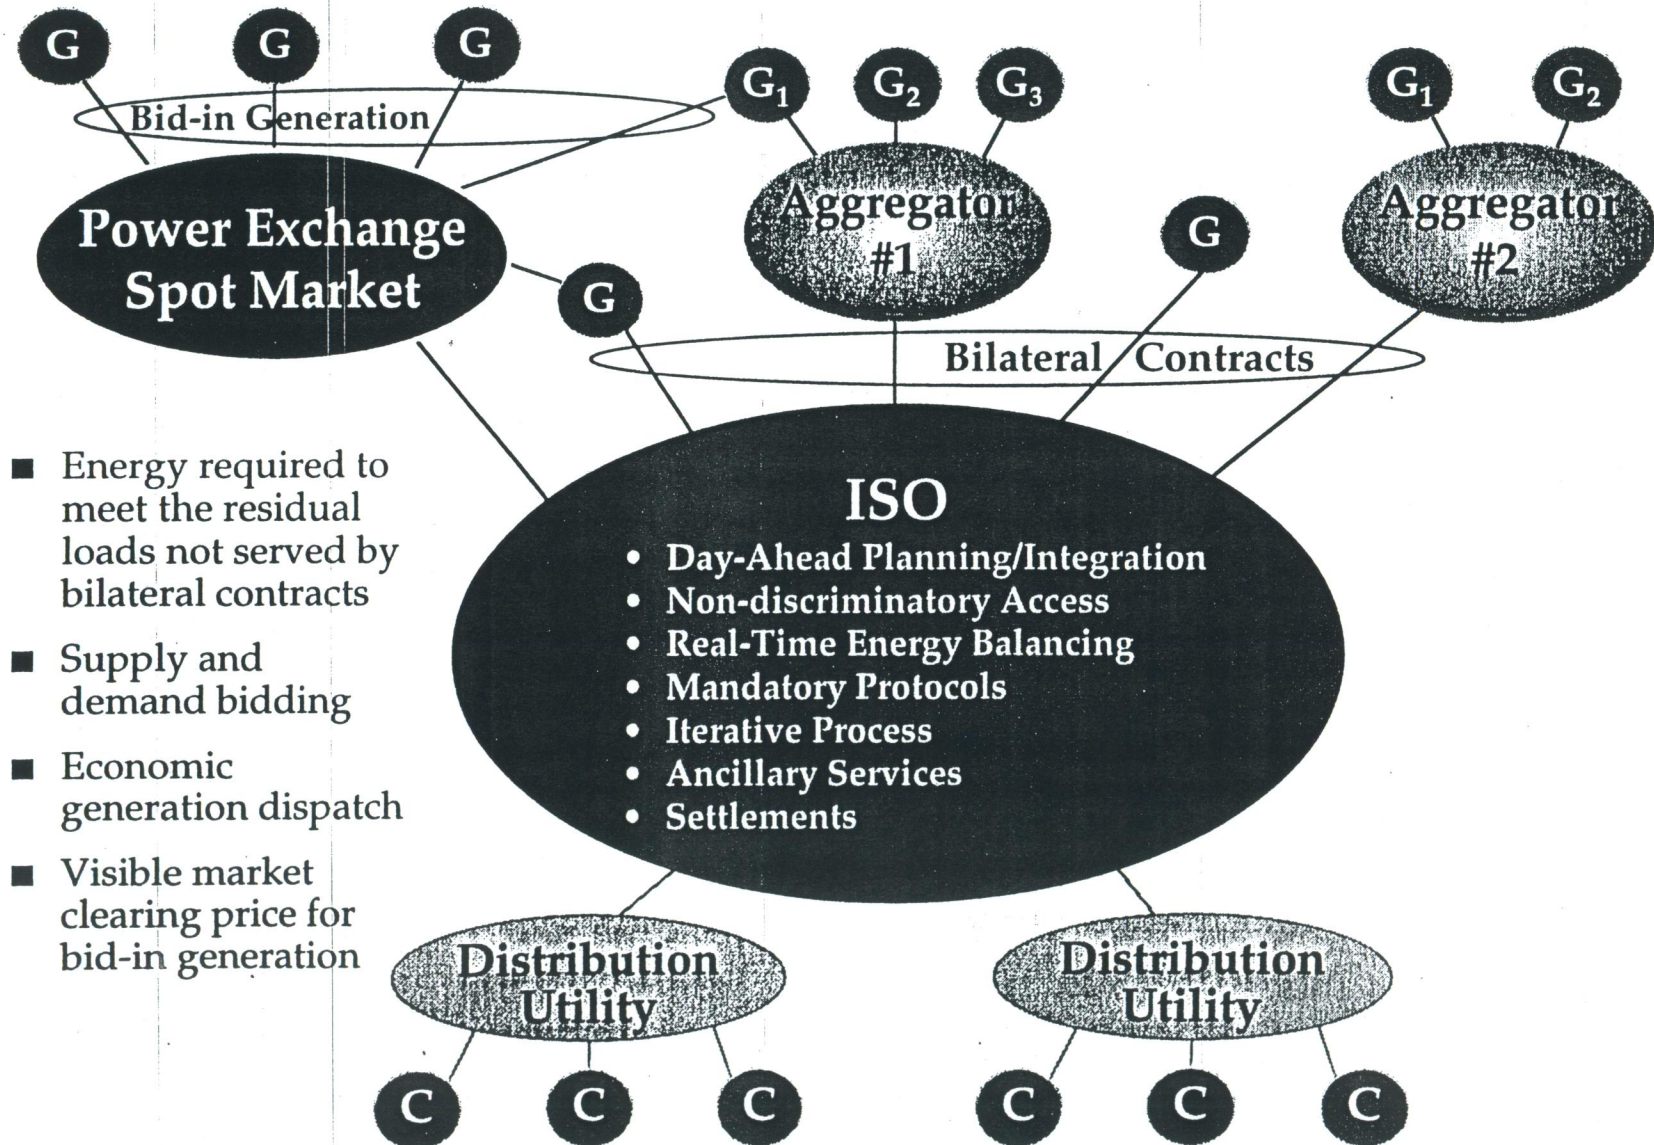 G
G
G
G₁
G₂
G₃
G₁
G₂
Bid-in Generation
Power Exchange
Spot Market
Aggregator
#1
Aggregator
#2
G
G
Bilateral Contracts
■ Energy required to
meet the residual
loads not served by
bilateral contracts
■ Supply and
demand bidding
■ Economic
generation dispatch
■ Visible market
clearing price for
bid-in generation
ISO
• Day-Ahead Planning/Integration
• Non-discriminatory Access
• Real-Time Energy Balancing
• Mandatory Protocols
• Iterative Process
• Ancillary Services
• Settlements
Distribution
Utility
Distribution
Utility
C
C
C
C
C
C